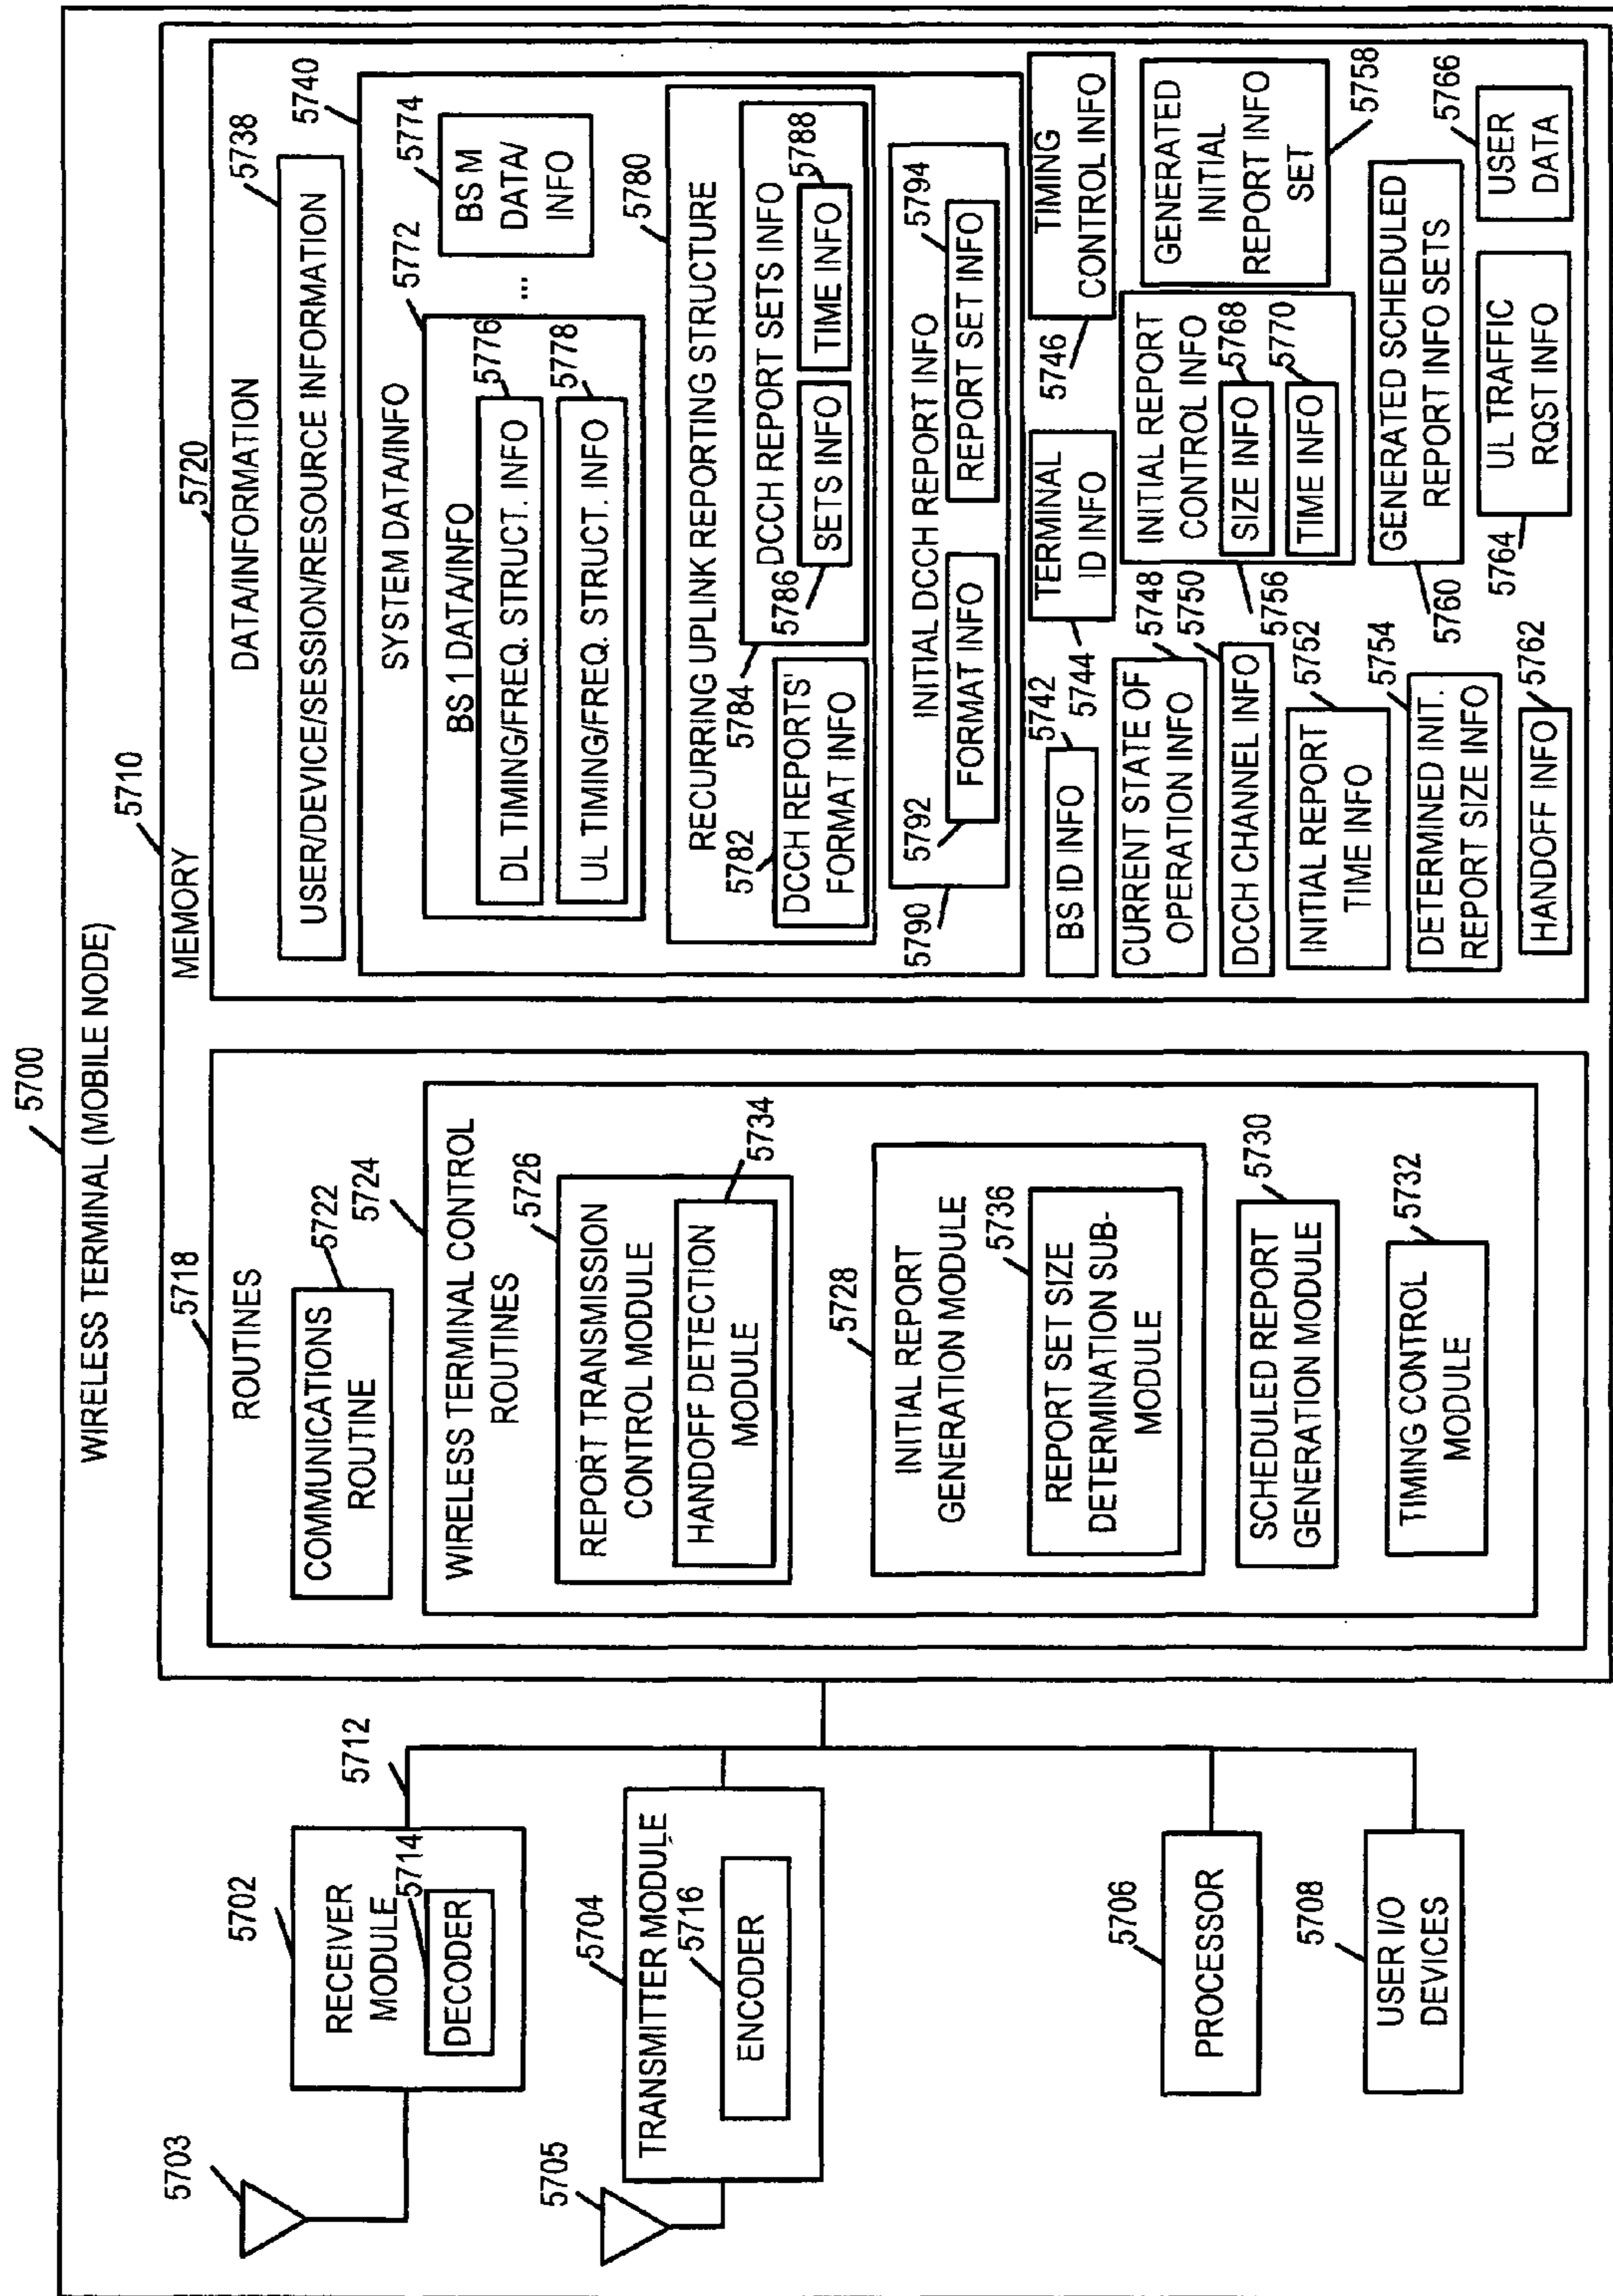 5700
WIRELESS TERMINAL (MOBILE NODE)
5703
5702
RECEIVER
MODULE
5714
DECODER
5712
5705
5704
TRANSMITTER MODULE
5716
ENCODER
5706
PROCESSOR
5708
USER I/O
DEVICES
5710
MEMORY
5718
ROUTINES
5722
COMMUNICATIONS
ROUTINE
5724
WIRELESS TERMINAL CONTROL
ROUTINES
5726
REPORT TRANSMISSION
CONTROL MODULE
5734
HANDOFF DETECTION
MODULE
5728
INITIAL REPORT
GENERATION MODULE
5736
REPORT SET SIZE
DETERMINATION SUB-
MODULE
5730
SCHEDULED REPORT
GENERATION MODULE
5732
TIMING CONTROL
MODULE
5720
DATA/INFORMATION
5738
USER/DEVICE/SESSION/RESOURCE INFORMATION
5740
SYSTEM DATA/INFO
5772
BS 1 DATA/INFO
5776
DL TIMING/FREQ. STRUCT. INFO
5778
UL TIMING/FREQ. STRUCT. INFO
...
5774
BS M
DATA/
INFO
5780
RECURRING UPLINK REPORTING STRUCTURE
5782
DCCH REPORTS'
FORMAT INFO
5784
DCCH REPORT SETS INFO
5786
SETS INFO
5788
TIME INFO
5790
INITIAL DCCH REPORT INFO
5792
FORMAT INFO
5794
REPORT SET INFO
5742
BS ID INFO
5744
TERMINAL
ID INFO
5746
TIMING
CONTROL INFO
5748
CURRENT STATE OF
OPERATION INFO
5750
DCCH CHANNEL INFO
5756
INITIAL REPORT
CONTROL INFO
5768
SIZE INFO
5770
TIME INFO
GENERATED
INITIAL
REPORT INFO
SET
5758
5752
INITIAL REPORT
TIME INFO
5754
DETERMINED INIT.
REPORT SIZE INFO
5760
GENERATED SCHEDULED
REPORT INFO SETS
5762
HANDOFF INFO
5764
UL TRAFFIC
RQST INFO
5766
USER
DATA